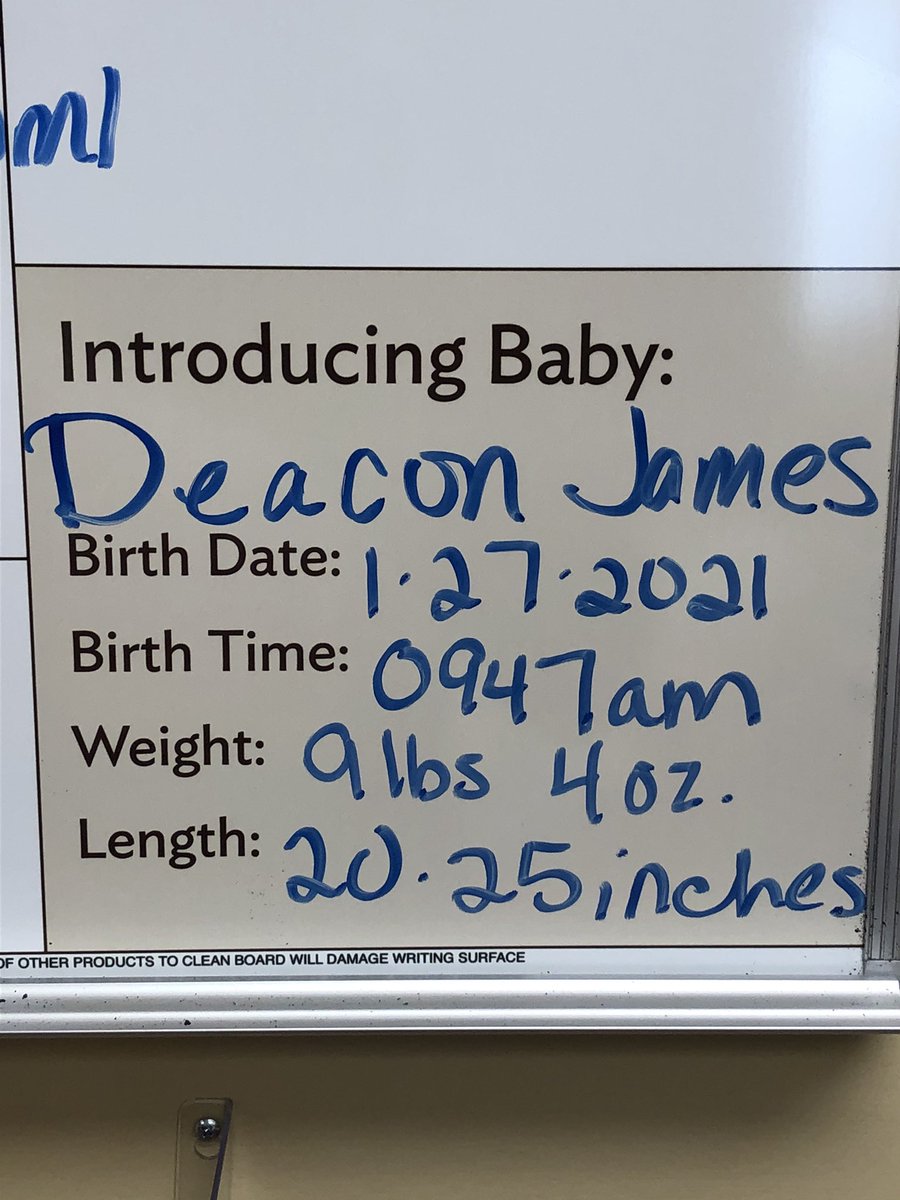 ml
Introducing Baby:
Deacon James
Birth Date: 1.27.2021
Birth Time: 0947am
Weight: 9lbs 4oz.
Length: 20.25inches
OF OTHER PRODUCTS TO CLEAN BOARD WILL DAMAGE WRITING SURFACE